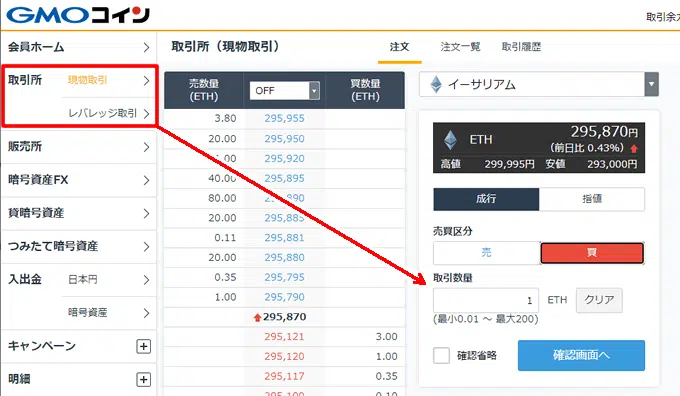 GMOコイン
取引余力
会員ホーム
取引所 現物取引
レバレッジ取引
販売所
暗号資産FX
貸暗号資産
つみたて暗号資産
入出金 日本円
暗号資産
キャンペーン
明細
取引所（現物取引） 注文 注文一覧 取引履歴
売数量 (ETH) OFF 買数量 (ETH)
3.80 295,955
20.00 295,950
1.00 295,920
40.00 295,895
80.00 295,890
20.00 295,885
0.11 295,881
20.00 295,880
0.35 295,795
1.00 295,790
295,870
295,121 3.00
295,120 1.00
295,117 0.35
295,100 0.10
イーサリアム
ETH 295,870円
(前日比 0.43%)
高値 299,995円 安値 293,000円
成行 指値
売買区分
売 買
取引数量
1 ETH クリア
(最小0.01 ～ 最大200)
確認省略 確認画面へ